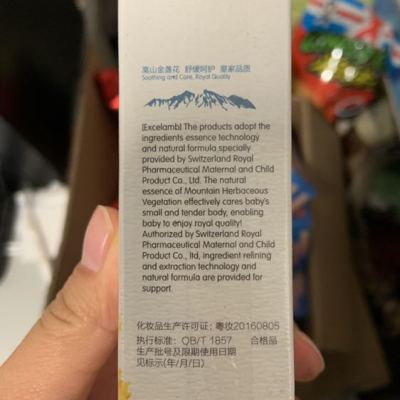 高山金莲花 舒缓呵护 皇家品质
Soothing and Care, Royal Quality
[Excelamb] The products adopt the
ingredients essence technology
and natural formula,specially
provided by Switzerland Royal
Pharmaceutical Maternal and Child
Product Co., Ltd. The natural
essence of Mountain Herbaceous
Vegetation effectively cares baby's
small and tender body, enabling
baby to enjoy royal quality!
Authorized by Switzerland Royal
Pharmaceutical Maternal and Child
Product Co., ltd, ingredient refining
and extraction technology and
natural formula are provided for
support.
化妆品生产许可证：粤妆20160805
执行标准：QB/T 1857 合格品
生产批号及限期使用日期
见标示(年/月/日)